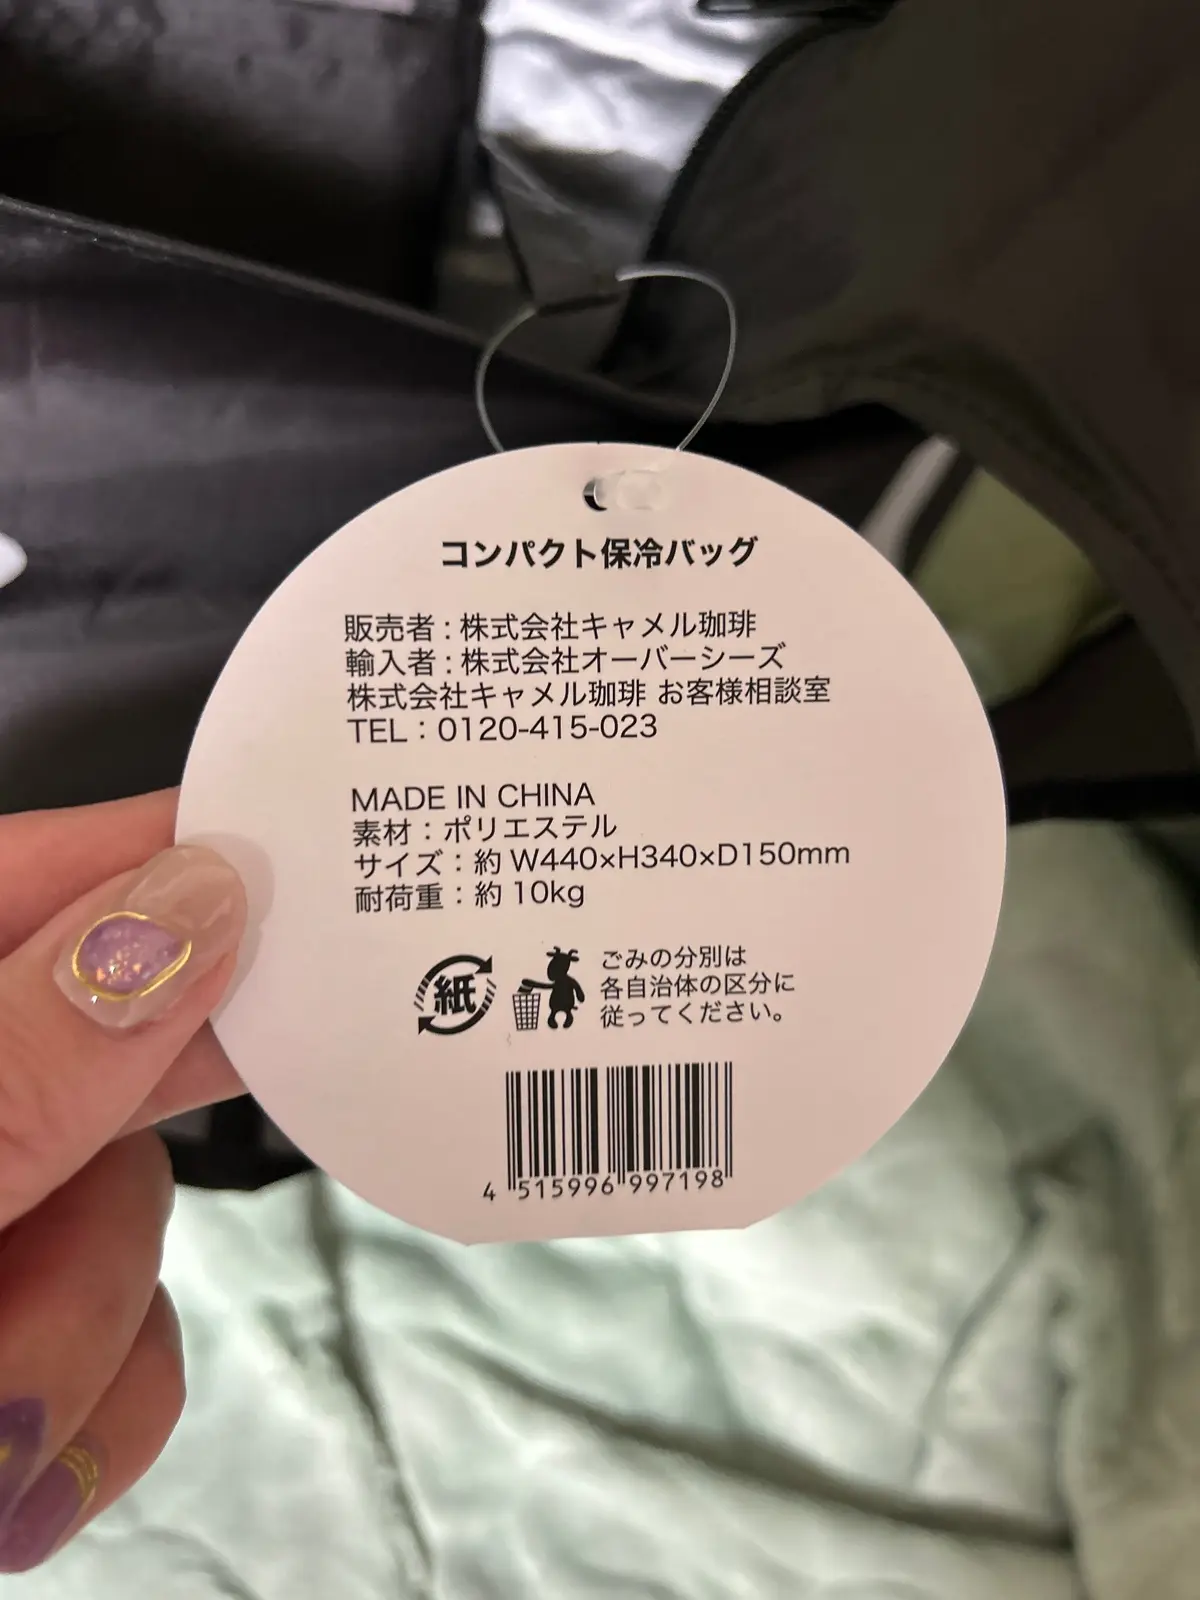 コンパクト保冷バッグ
販売者：株式会社キャメル珈琲
輸入者：株式会社オーバーシーズ
株式会社キャメル珈琲 お客様相談室
TEL：0120-415-023
MADE IN CHINA
素材：ポリエステル
サイズ：約 W440×H340×D150mm
耐荷重：約 10kg
紙
ごみの分別は
各自治体の区分に
従ってください。
4 515996 997198